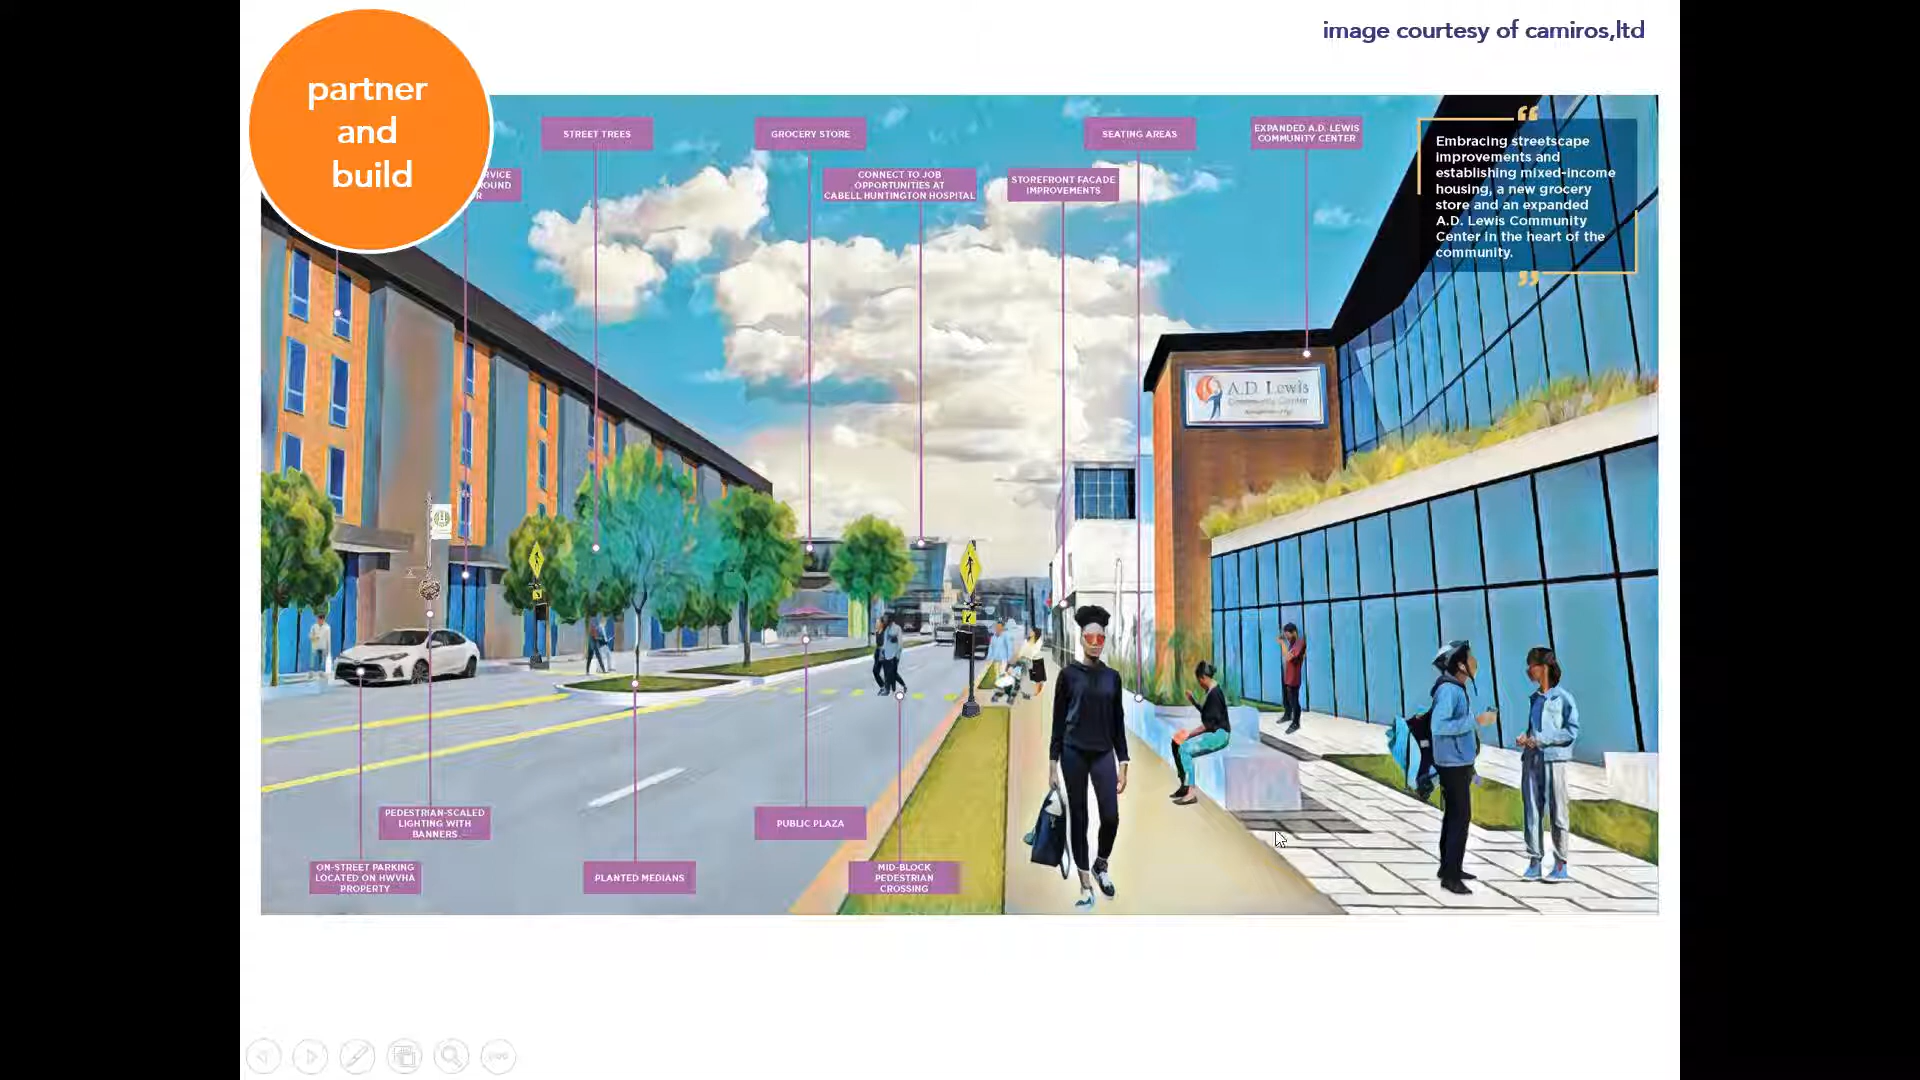 image courtesy of camiros,ltd
partner
and
build
STREET TREES
GROCERY STORE
SEATING AREAS
EXPANDED A.D. LEWIS
COMMUNITY CENTER
CONNECT TO JOB
OPPORTUNITIES AT
CABELL HUNTINGTON HOSPITAL
STOREFRONT FACADE
IMPROVEMENTS
“
Embracing streetscape
improvements and
establishing mixed-income
housing, a new grocery
store and an expanded
A.D. Lewis Community
Center in the heart of the
community.
”
A.D. Lewis
Community Center
PEDESTRIAN-SCALED
LIGHTING WITH
BANNERS
PUBLIC PLAZA
ON-STREET PARKING
LOCATED ON HWVHA
PROPERTY
PLANTED MEDIANS
MID-BLOCK
PEDESTRIAN
CROSSING